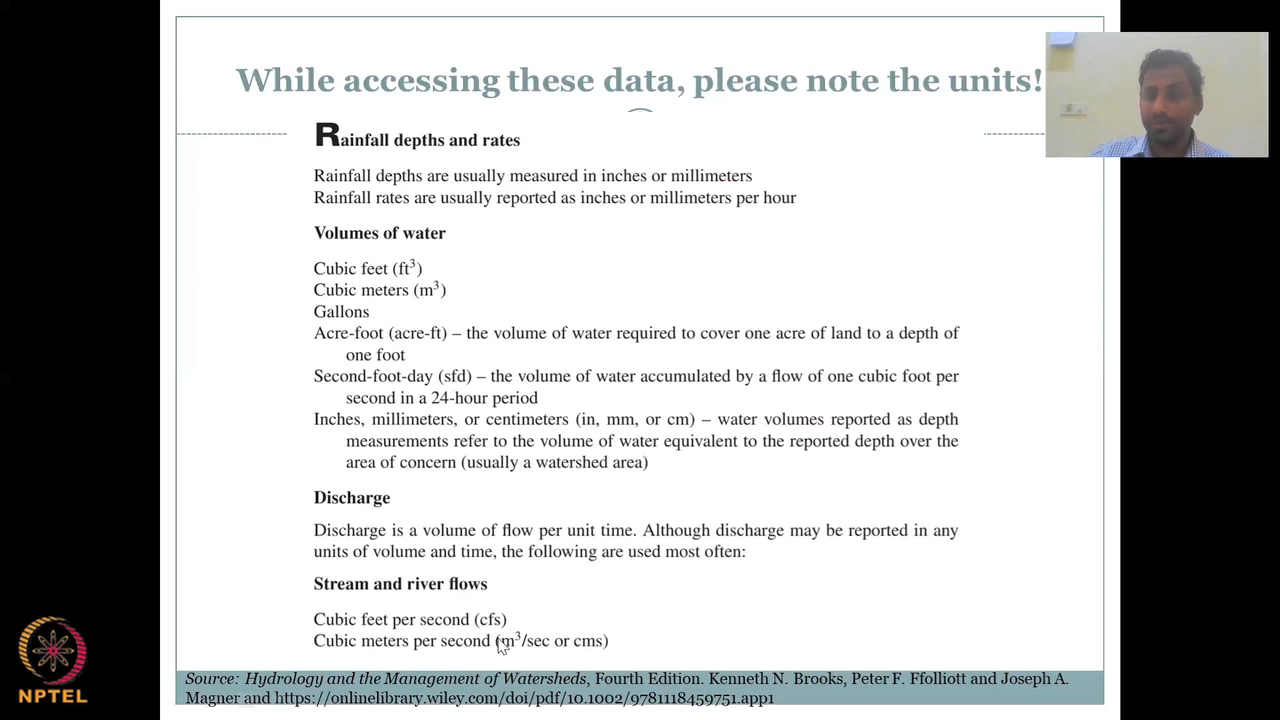 While accessing these data, please note the units!
Rainfall depths and rates
Rainfall depths are usually measured in inches or millimeters
Rainfall rates are usually reported as inches or millimeters per hour
Volumes of water
Cubic feet (ft³)
Cubic meters (m³)
Gallons
Acre-foot (acre-ft) – the volume of water required to cover one acre of land to a depth of
one foot
Second-foot-day (sfd) – the volume of water accumulated by a flow of one cubic foot per
second in a 24-hour period
Inches, millimeters, or centimeters (in, mm, or cm) – water volumes reported as depth
measurements refer to the volume of water equivalent to the reported depth over the
area of concern (usually a watershed area)
Discharge
Discharge is a volume of flow per unit time. Although discharge may be reported in any
units of volume and time, the following are used most often:
Stream and river flows
Cubic feet per second (cfs)
Cubic meters per second (m³/sec or cms)
Source: Hydrology and the Management of Watersheds, Fourth Edition. Kenneth N. Brooks, Peter F. Ffolliott and Joseph A.
Magner and https://onlinelibrary.wiley.com/doi/pdf/10.1002/9781118459751.app1
NPTEL